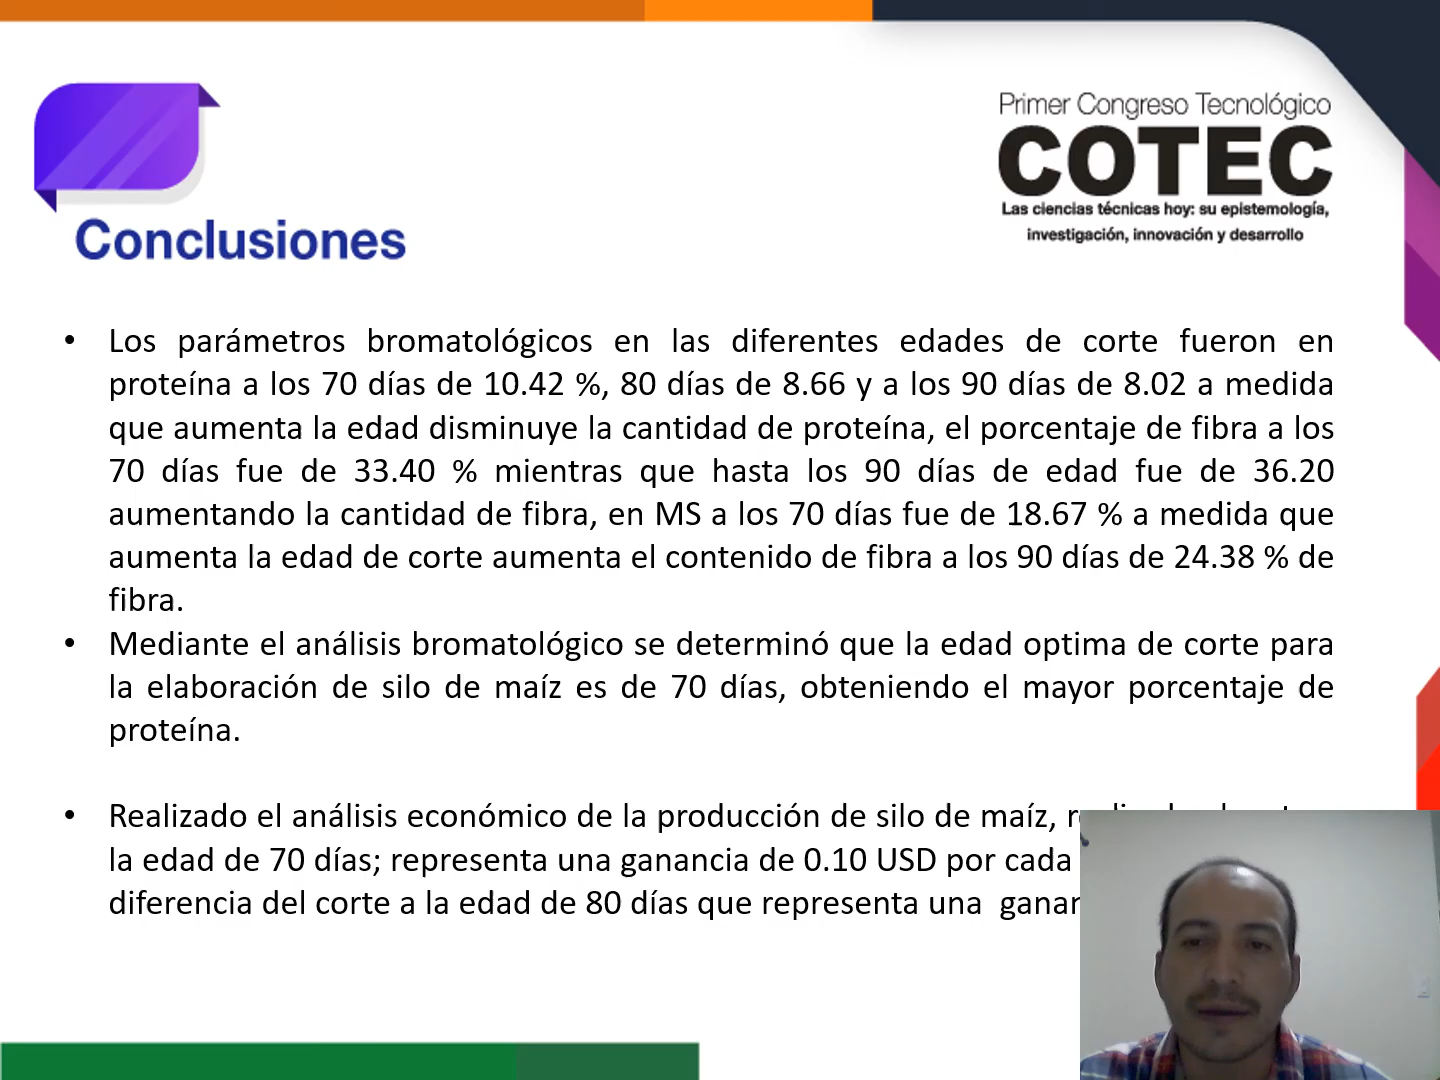 Primer Congreso Tecnológico
COTEC
Las ciencias técnicas hoy: su epistemología,
investigación, innovación y desarrollo
Conclusiones
• Los parámetros bromatológicos en las diferentes edades de corte fueron en
proteína a los 70 días de 10.42 %, 80 días de 8.66 y a los 90 días de 8.02 a medida
que aumenta la edad disminuye la cantidad de proteína, el porcentaje de fibra a los
70 días fue de 33.40 % mientras que hasta los 90 días de edad fue de 36.20
aumentando la cantidad de fibra, en MS a los 70 días fue de 18.67 % a medida que
aumenta la edad de corte aumenta el contenido de fibra a los 90 días de 24.38 % de
fibra.
• Mediante el análisis bromatológico se determinó que la edad optima de corte para
la elaboración de silo de maíz es de 70 días, obteniendo el mayor porcentaje de
proteína.
• Realizado el análisis económico de la producción de silo de maíz,
la edad de 70 días; representa una ganancia de 0.10 USD por cada
diferencia del corte a la edad de 80 días que representa una